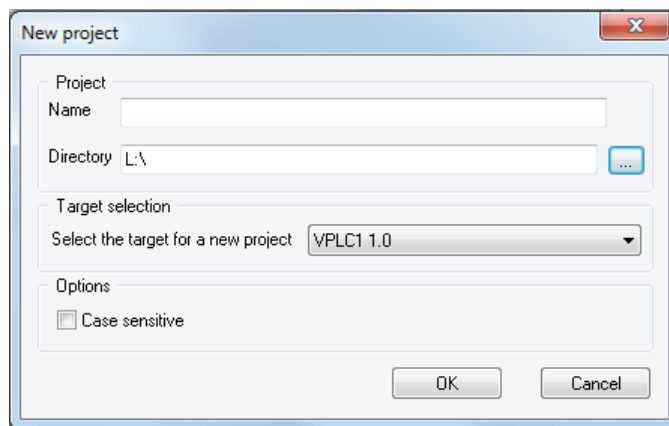 New project
Project
Name
Directory L:\ ...
Target selection
Select the target for a new project VPLC1 1.0
Options
Case sensitive
OK Cancel